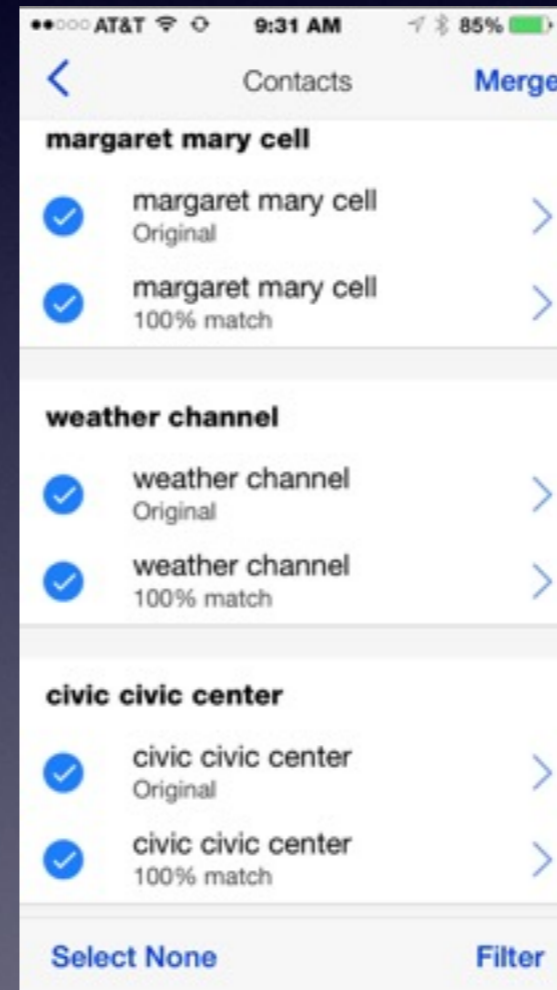 AT&T 9:31 AM 85%
Contacts Merge
margaret mary cell
margaret mary cell
Original
margaret mary cell
100% match
weather channel
weather channel
Original
weather channel
100% match
civic civic center
civic civic center
Original
civic civic center
100% match
Select None Filter